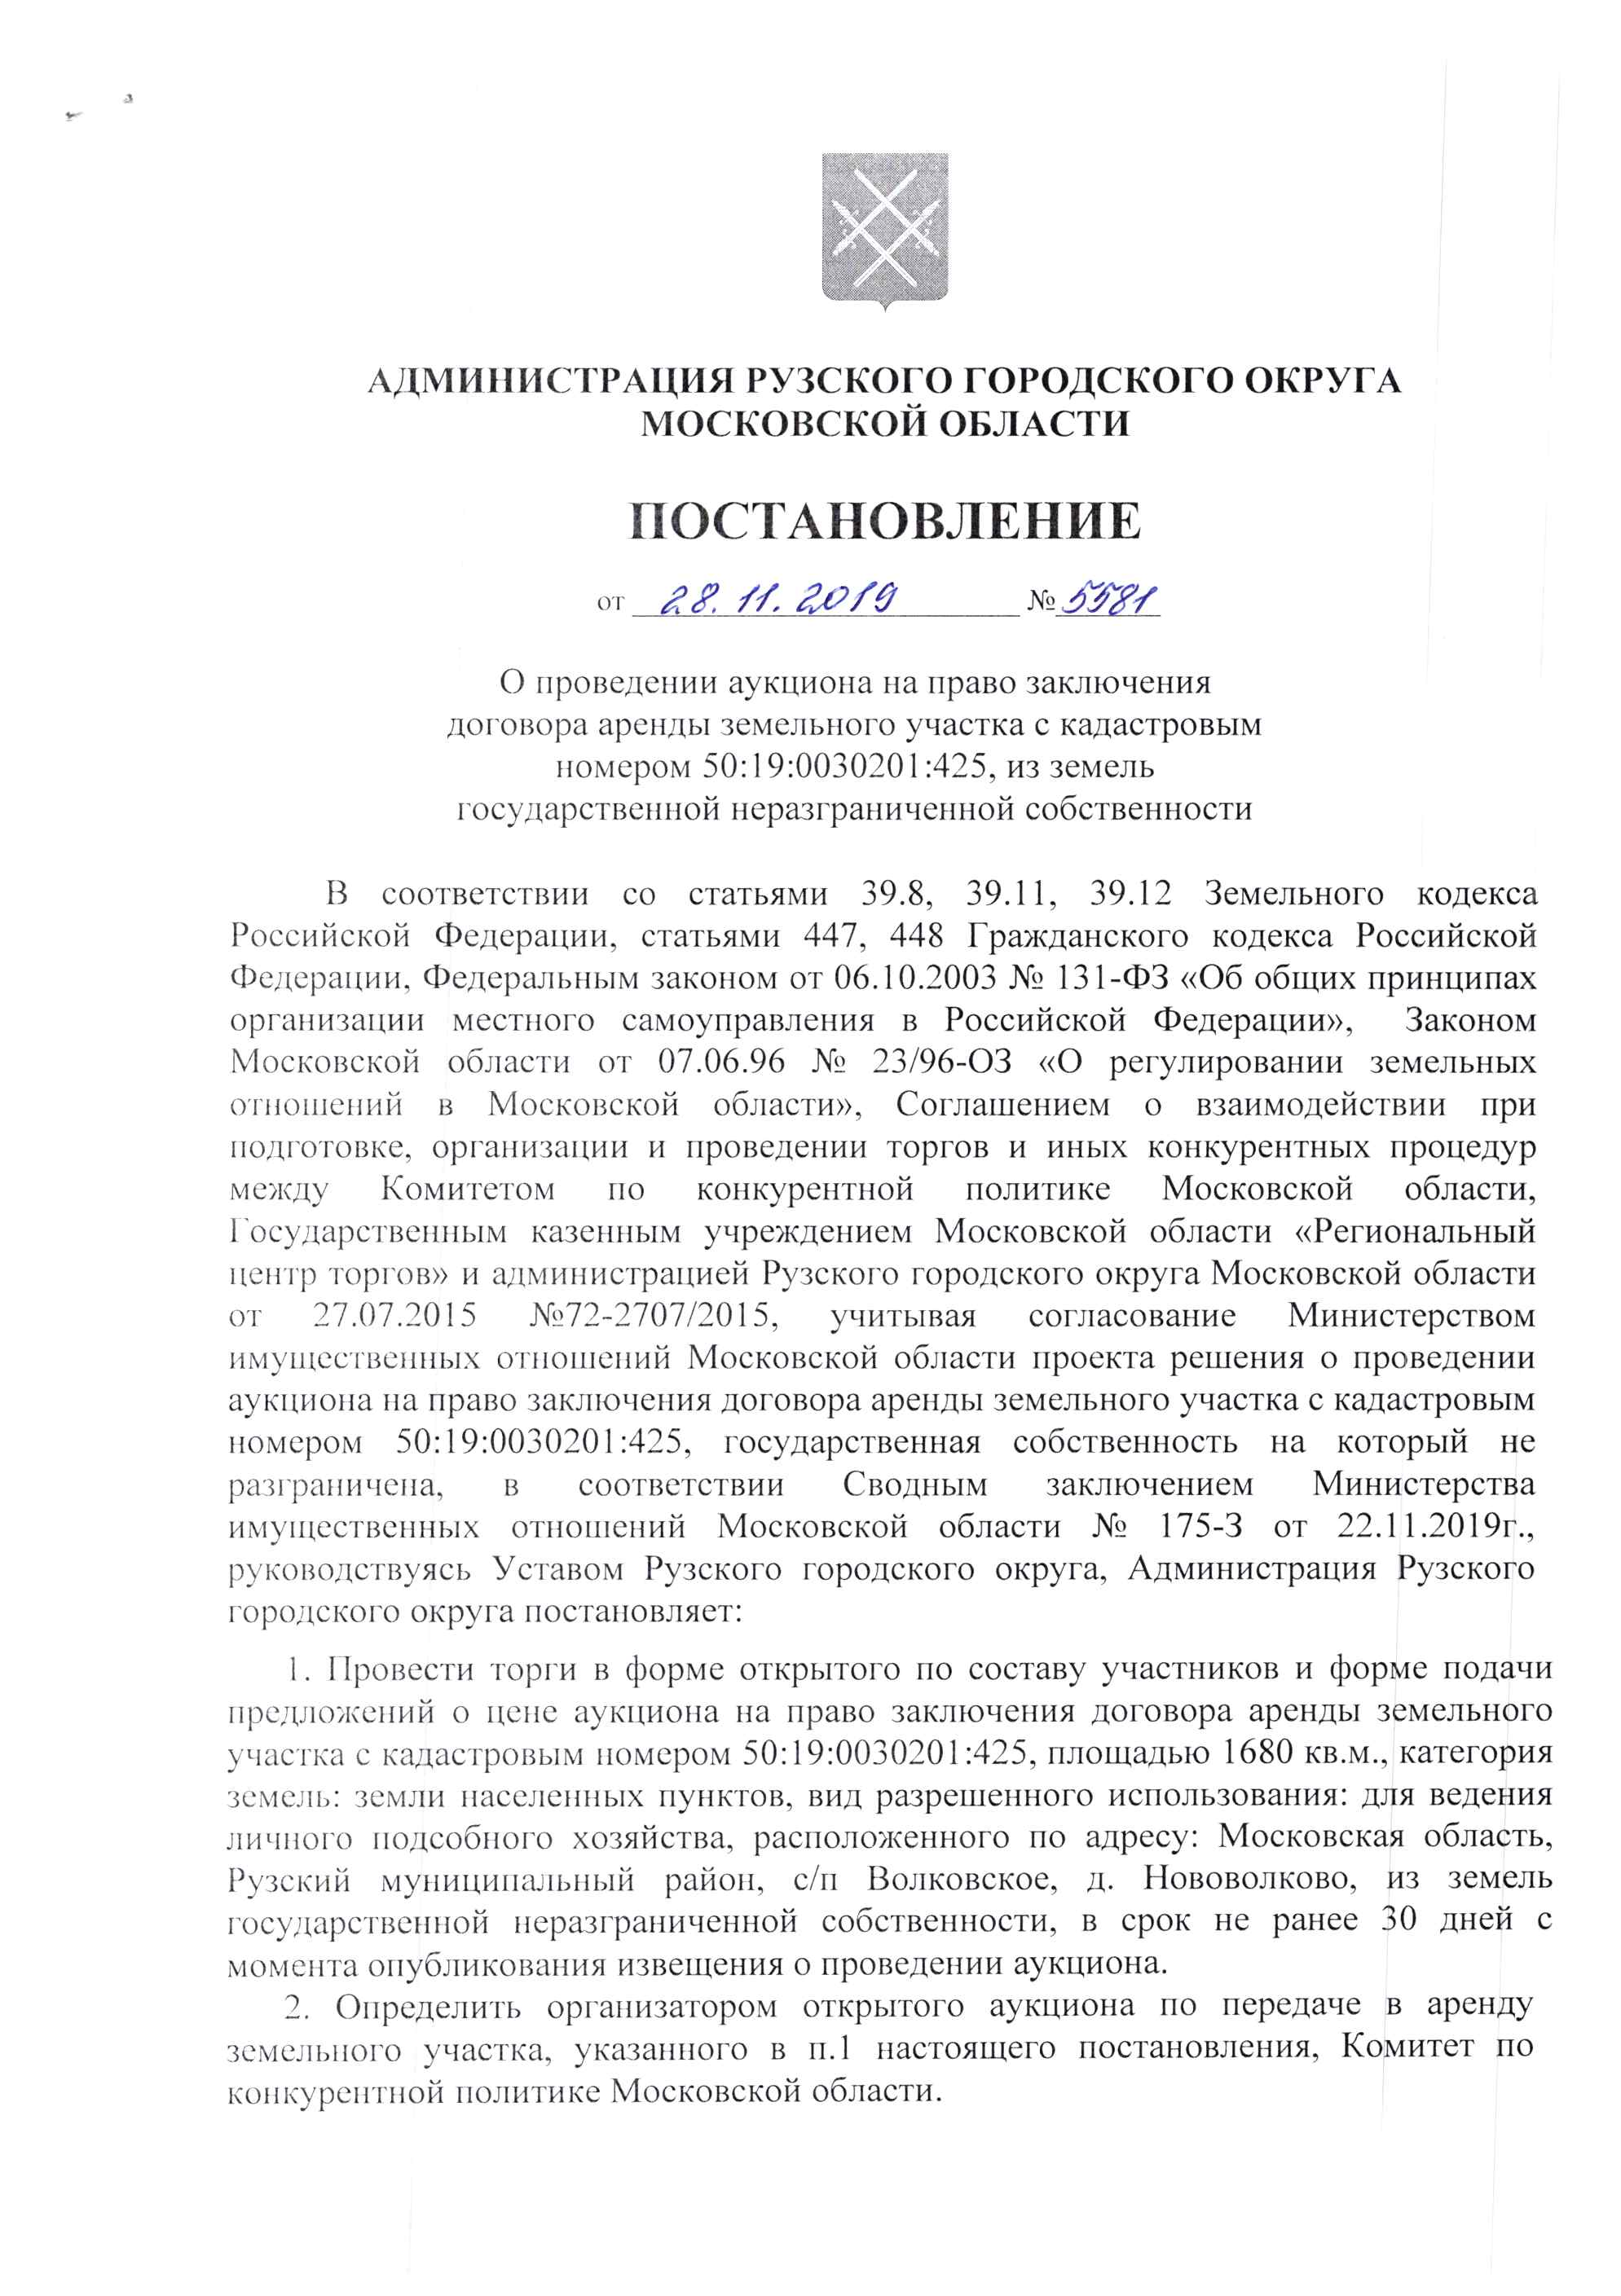 АДМИНИСТРАЦИЯ РУЗСКОГО ГОРОДСКОГО ОКРУГА
МОСКОВСКОЙ ОБЛАСТИ
ПОСТАНОВЛЕНИЕ
от 28.11.2019 № 5581
О проведении аукциона на право заключения
договора аренды земельного участка с кадастровым
номером 50:19:0030201:425, из земель
государственной неразграниченной собственности
В соответствии со статьями 39.8, 39.11, 39.12 Земельного кодекса
Российской Федерации, статьями 447, 448 Гражданского кодекса Российской
Федерации, Федеральным законом от 06.10.2003 № 131-ФЗ «Об общих принципах
организации местного самоуправления в Российской Федерации», Законом
Московской области от 07.06.96 № 23/96-ОЗ «О регулировании земельных
отношений в Московской области», Соглашением о взаимодействии при
подготовке, организации и проведении торгов и иных конкурентных процедур
между Комитетом по конкурентной политике Московской области,
Государственным казенным учреждением Московской области «Региональный
центр торгов» и администрацией Рузского городского округа Московской области
от 27.07.2015 №72-2707/2015, учитывая согласование Министерством
имущественных отношений Московской области проекта решения о проведении
аукциона на право заключения договора аренды земельного участка с кадастровым
номером 50:19:0030201:425, государственная собственность на который не
разграничена, в соответствии Сводным заключением Министерства
имущественных отношений Московской области № 175-З от 22.11.2019г.,
руководствуясь Уставом Рузского городского округа, Администрация Рузского
городского округа постановляет:
1. Провести торги в форме открытого по составу участников и форме подачи
предложений о цене аукциона на право заключения договора аренды земельного
участка с кадастровым номером 50:19:0030201:425, площадью 1680 кв.м., категория
земель: земли населенных пунктов, вид разрешенного использования: для ведения
личного подсобного хозяйства, расположенного по адресу: Московская область,
Рузский муниципальный район, с/п Волковское, д. Нововолково, из земель
государственной неразграниченной собственности, в срок не ранее 30 дней с
момента опубликования извещения о проведении аукциона.
2. Определить организатором открытого аукциона по передаче в аренду
земельного участка, указанного в п.1 настоящего постановления, Комитет по
конкурентной политике Московской области.